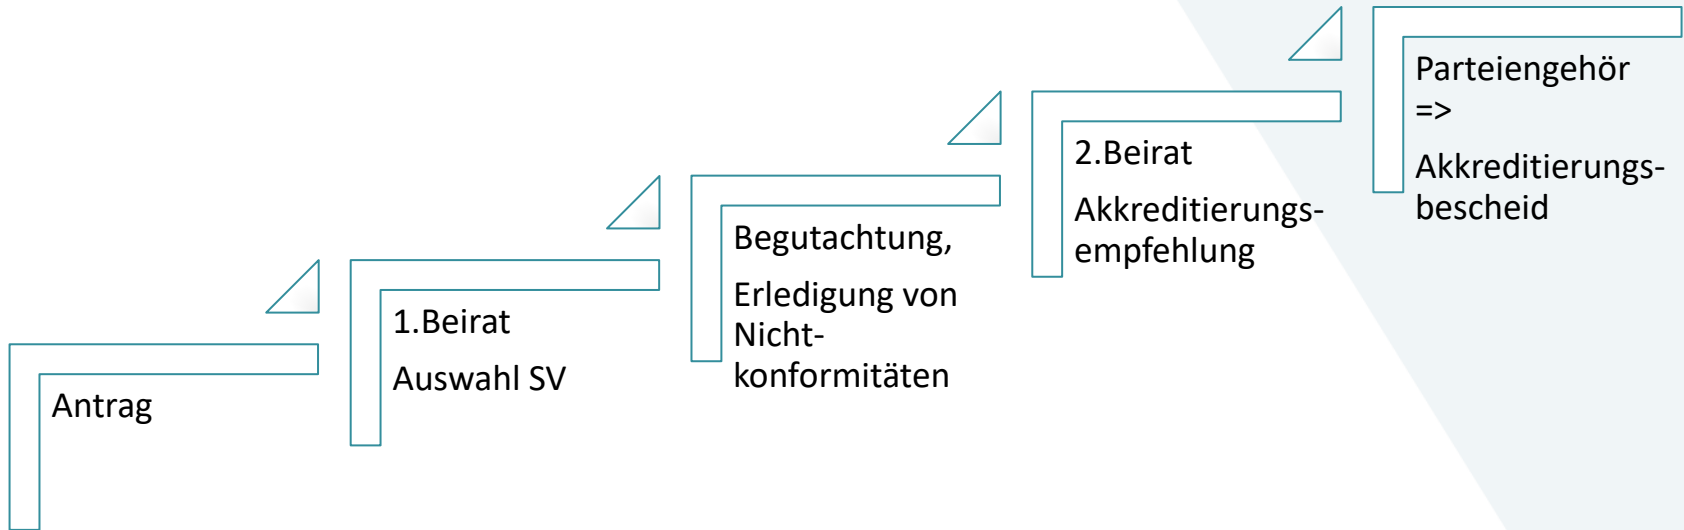 Antrag
1.Beirat
Auswahl SV
Begutachtung,
Erledigung von
Nicht-
konformitäten
2.Beirat
Akkreditierungs-
empfehlung
Parteiengehör
=>
Akkreditierungs-
bescheid